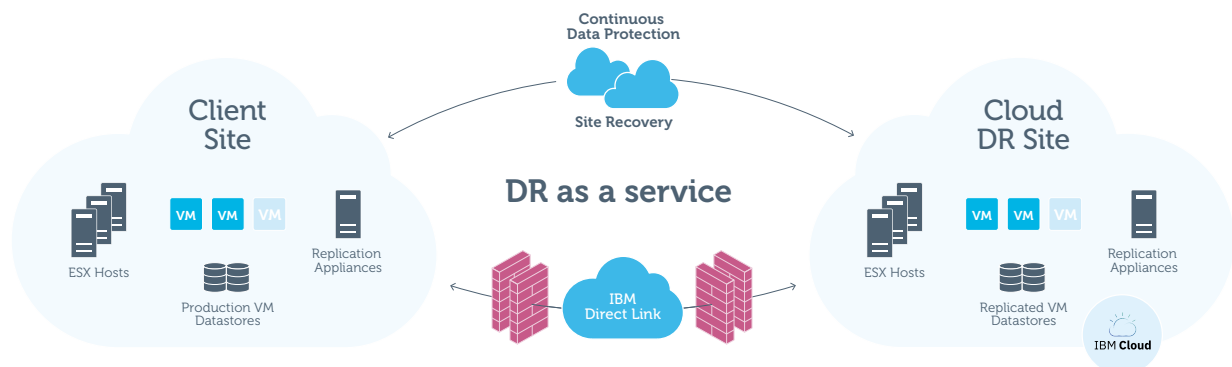 Continuous
Data Protection
Site Recovery
Client
Site
VM
VM
VM
ESX Hosts
Replication
Appliances
Production VM
Datastores
DR as a service
IBM
Direct Link
Cloud
DR Site
VM
VM
VM
ESX Hosts
Replication
Appliances
Replicated VM
Datastores
IBM Cloud